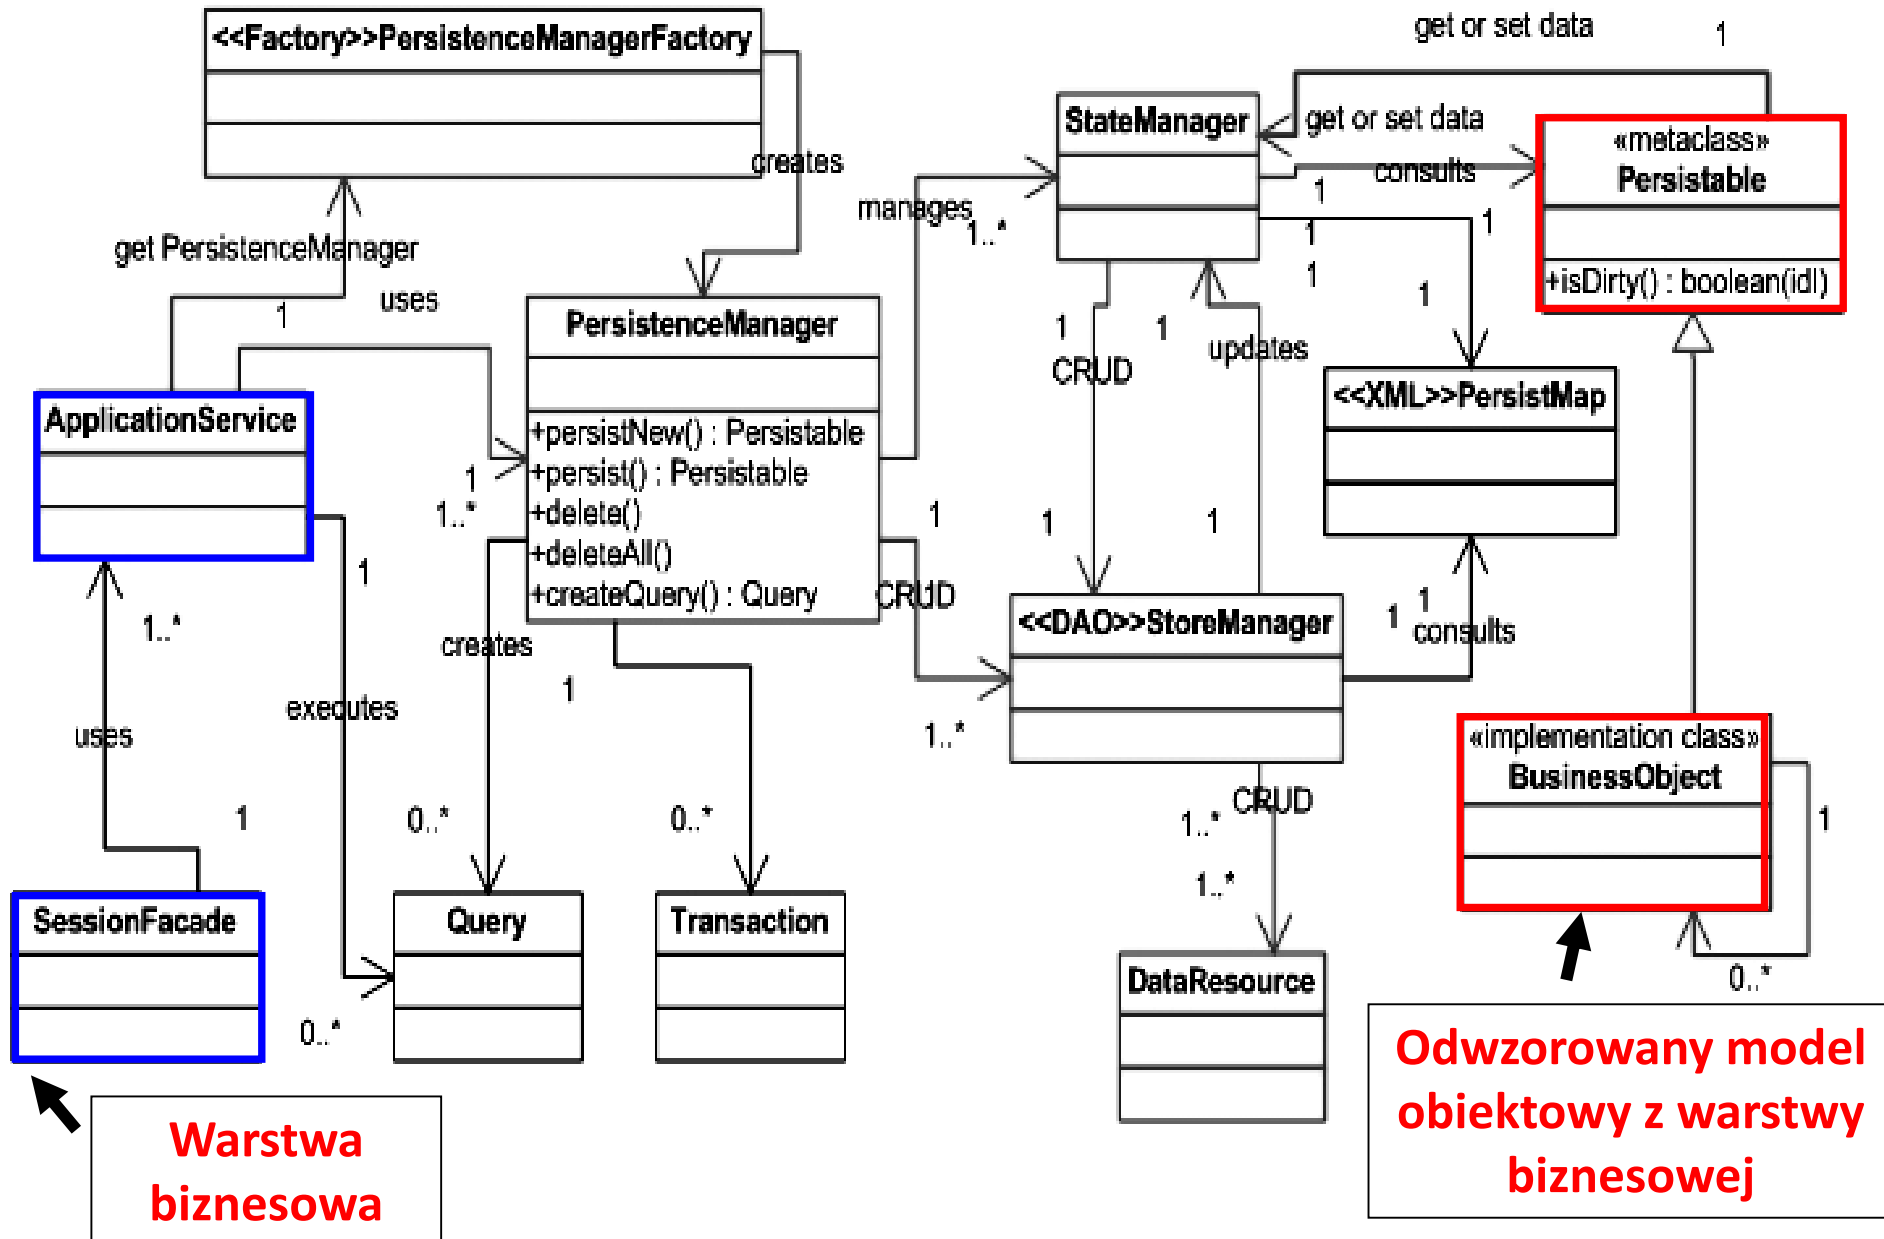 get or set data
1
<<Factory>>PersistenceManagerFactory
StateManager
get or set data
«metaclass»
Persistable
creates
consults
1
manages
1..*
1
1
1
get PersistenceManager
+isDirty() : boolean(idl)
uses
1
1
PersistenceManager
1
1
updates
CRUD
<<XML>>PersistMap
ApplicationService
+persistNew() : Persistable
+persist() : Persistable
+delete()
+deleteAll()
+createQuery() : Query
1
1..*
1
1
1
1
CRUD
1
1
1
consults
<<DAO>>StoreManager
1..*
creates
1
executes
uses
1..*
«implementation class»
BusinessObject
CRUD
1
0..*
0..*
1..*
1
1..*
SessionFacade
Query
Transaction
DataResource
0..*
0..*
Odwzorowany model
obiektowy z warstwy
biznesowej
Warstwa
biznesowa